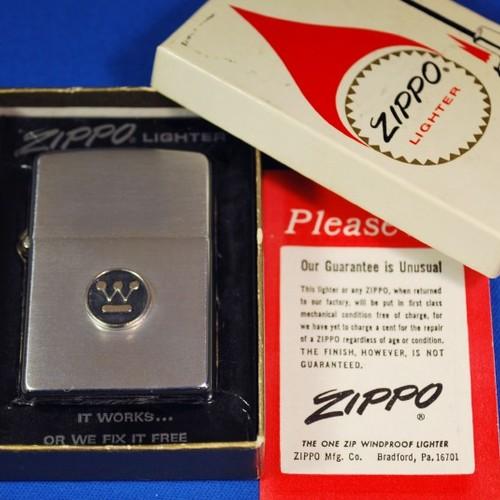 ZIPPO®
LIGHTER
ZIPPO® LIGHTER
W
IT WORKS...
OR WE FIX IT FREE
Please
Our Guarantee is Unusual
This lighter or any ZIPPO, when returned
to our factory, will be put in first class
mechanical condition free of charge, for
we have yet to charge a cent for the repair
of a ZIPPO regardless of age or condition.
THE FINISH, HOWEVER, IS NOT
GUARANTEED.
ZIPPO®
THE ONE ZIP WINDPROOF LIGHTER
ZIPPO Mfg. Co. Bradford, Pa. 16701